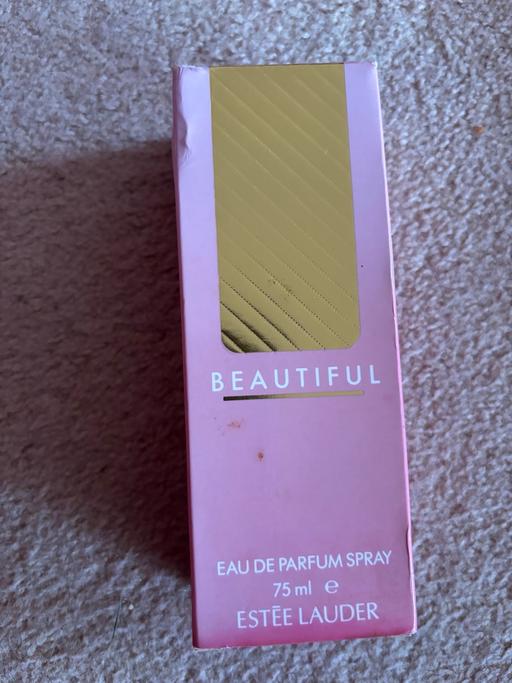 BEAUTIFUL
EAU DE PARFUM SPRAY
75 ml ℮
ESTĒE LAUDER